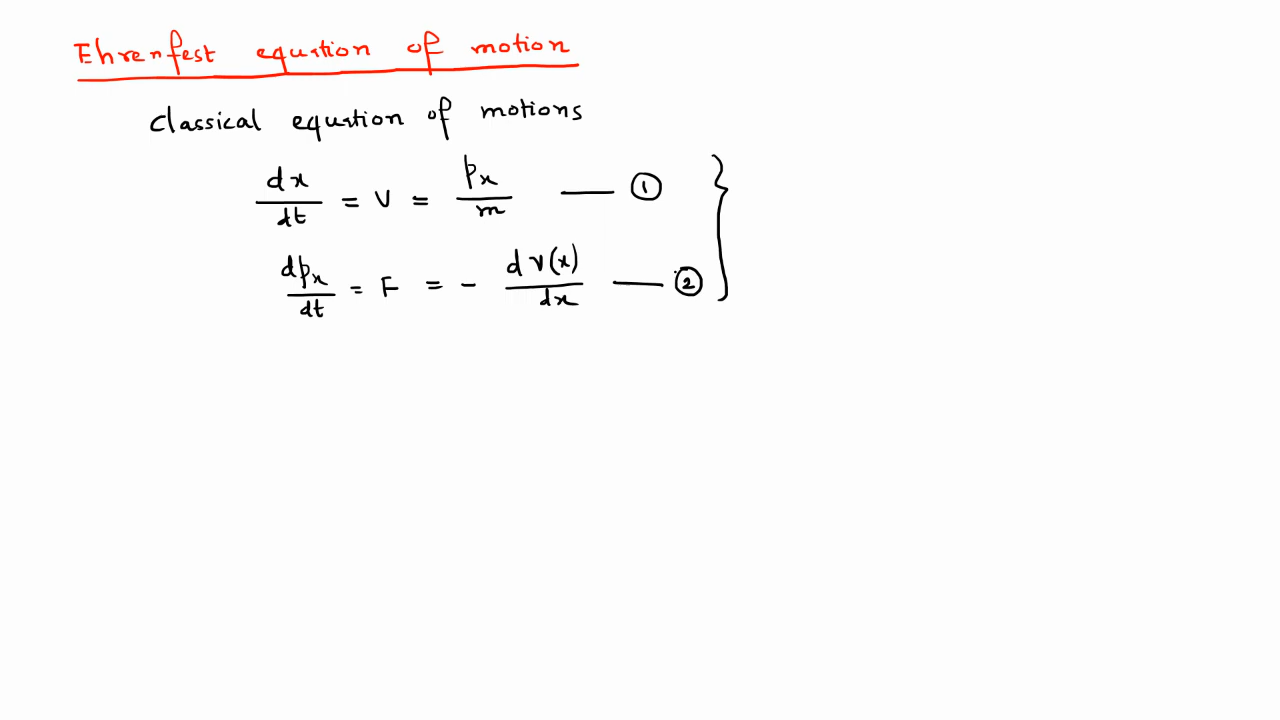 Ehrenfest equation of motion
classical equation of motions
dx/dt = V = px/m —— ①
dpx/dt = F = - dV(x)/dx —— ②